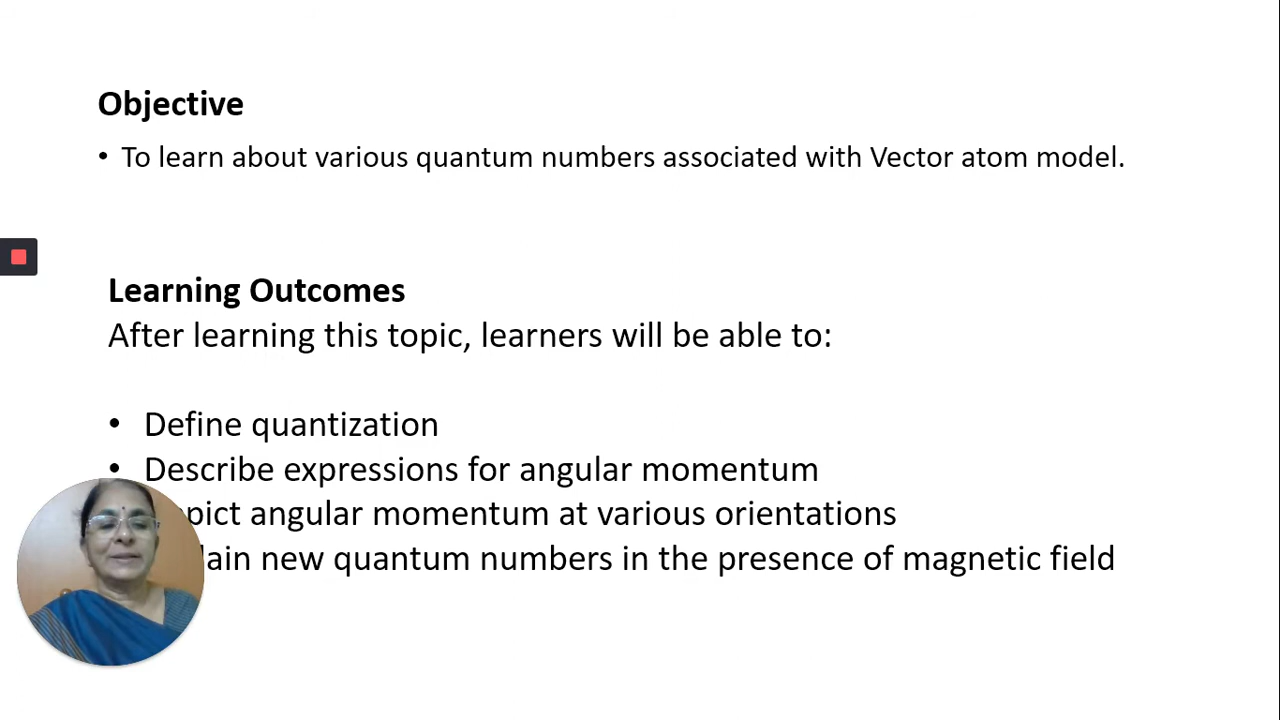 Objective
• To learn about various quantum numbers associated with Vector atom model.
Learning Outcomes
After learning this topic, learners will be able to:
• Define quantization
• Describe expressions for angular momentum
angular momentum at various orientations
new quantum numbers in the presence of magnetic field